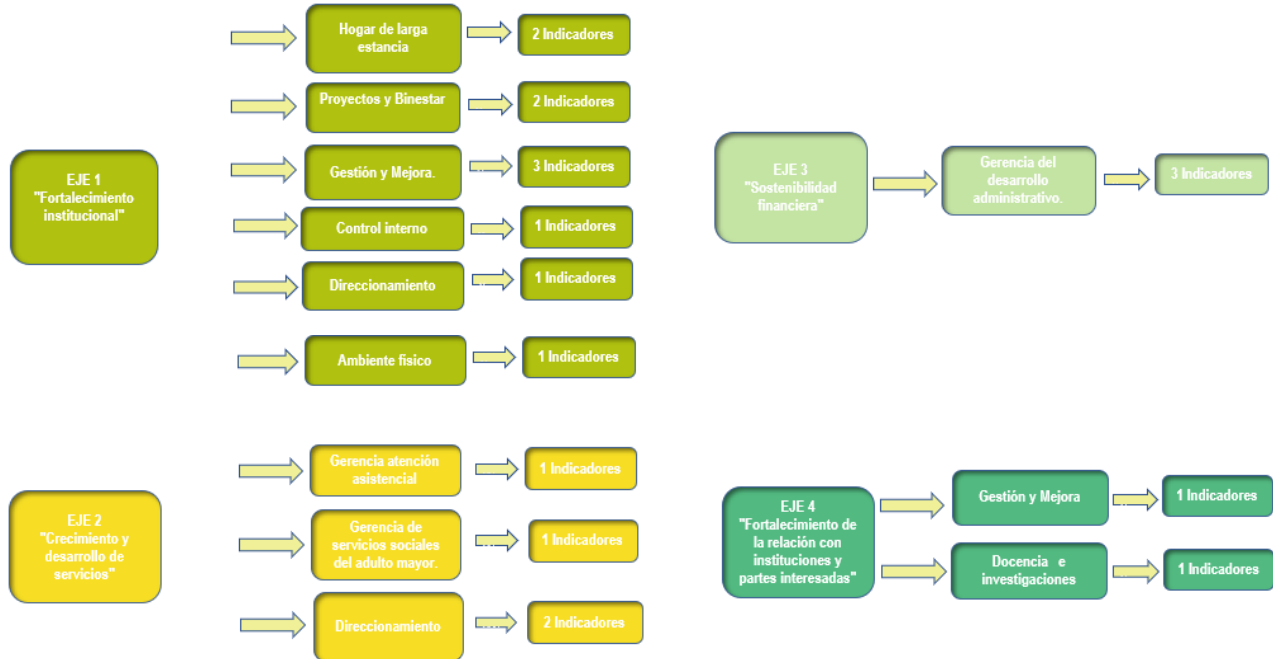 EJE 1
"Fortalecimiento
institucional"
Hogar de larga
estancia
2 Indicadores
Proyectos y Binestar
2 Indicadores
Gestión y Mejora.
3 Indicadores
Control interno
1 Indicadores
Direccionamiento
1 Indicadores
Ambiente fisico
1 Indicadores
EJE 2
"Crecimiento y
desarrollo de
servicios"
Gerencia atención
asistencial
1 Indicadores
Gerencia de
servicios sociales
del adulto mayor.
1 Indicadores
Direccionamiento
2 Indicadores
EJE 3
"Sostenibilidad
financiera"
Gerencia del
desarrollo
administrativo.
3 Indicadores
EJE 4
"Fortalecimiento de
la relación con
instituciones y
partes interesadas"
Gestión y Mejora
1 Indicadores
Docencia e
investigaciones
1 Indicadores